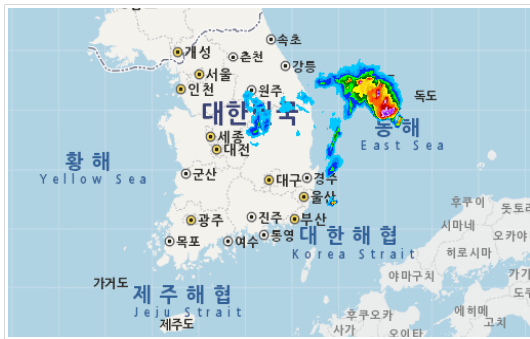 속초
개성
춘천
강릉
서울
인천
원주
독도
대한민국
동 해
East Sea
세종
대전
황 해
Yellow Sea
군산
대구
경주
울산
후쿠이
돗토리
시마네
오카야
광주
진주
부산
목포
여수
통영
대 한 해 협
Korea Strait
히로시마
야마구치
가거도
제 주 해 협
Jeju Strait
제주도
후쿠오카
사가
오이타
에히메
고치